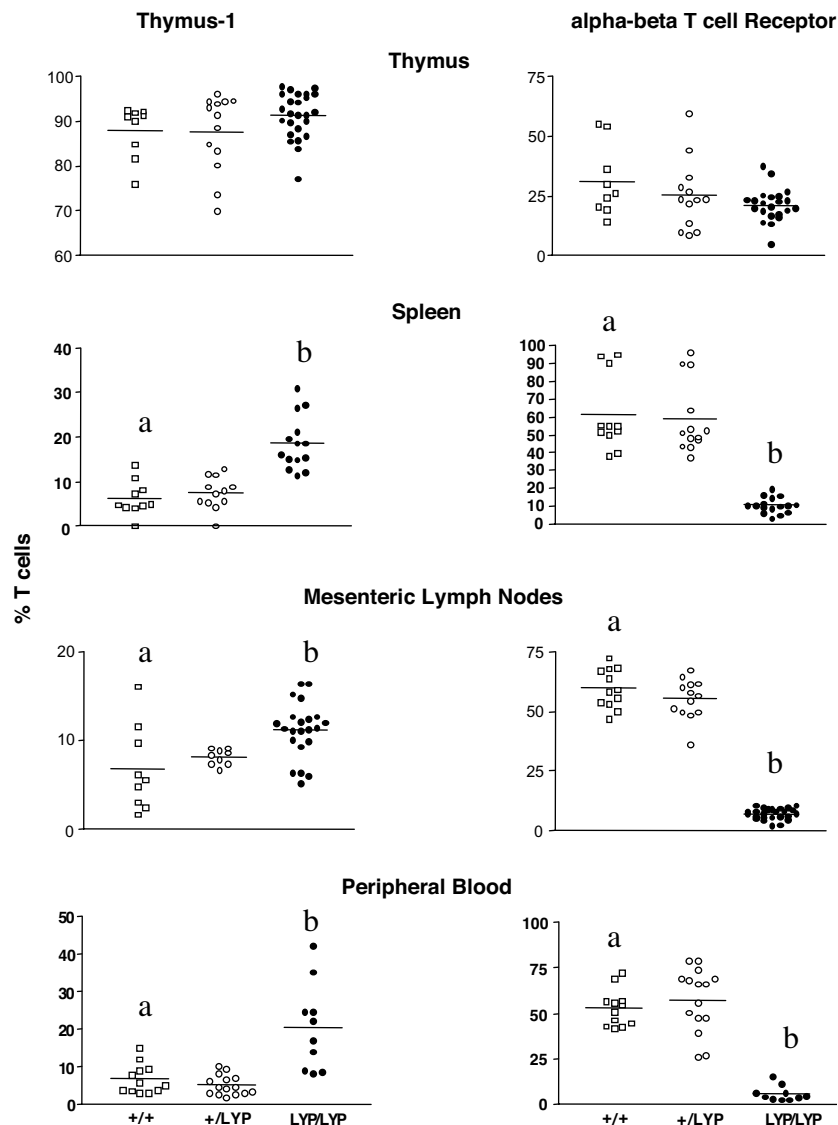 Thymus-1 alpha-beta T cell Receptor
Thymus
100
90
80
70
60
75
50
25
0
Spleen
40
30
20
10
0
a
b
100
90
80
70
60
50
40
30
20
10
0
a
b
% T cells
Mesenteric Lymph Nodes
20
10
0
a
b
75
50
25
0
a
b
Peripheral Blood
50
40
30
20
10
0
a
b
100
75
50
25
0
a
b
+/+ +/LYP LYP/LYP
+/+ +/LYP LYP/LYP